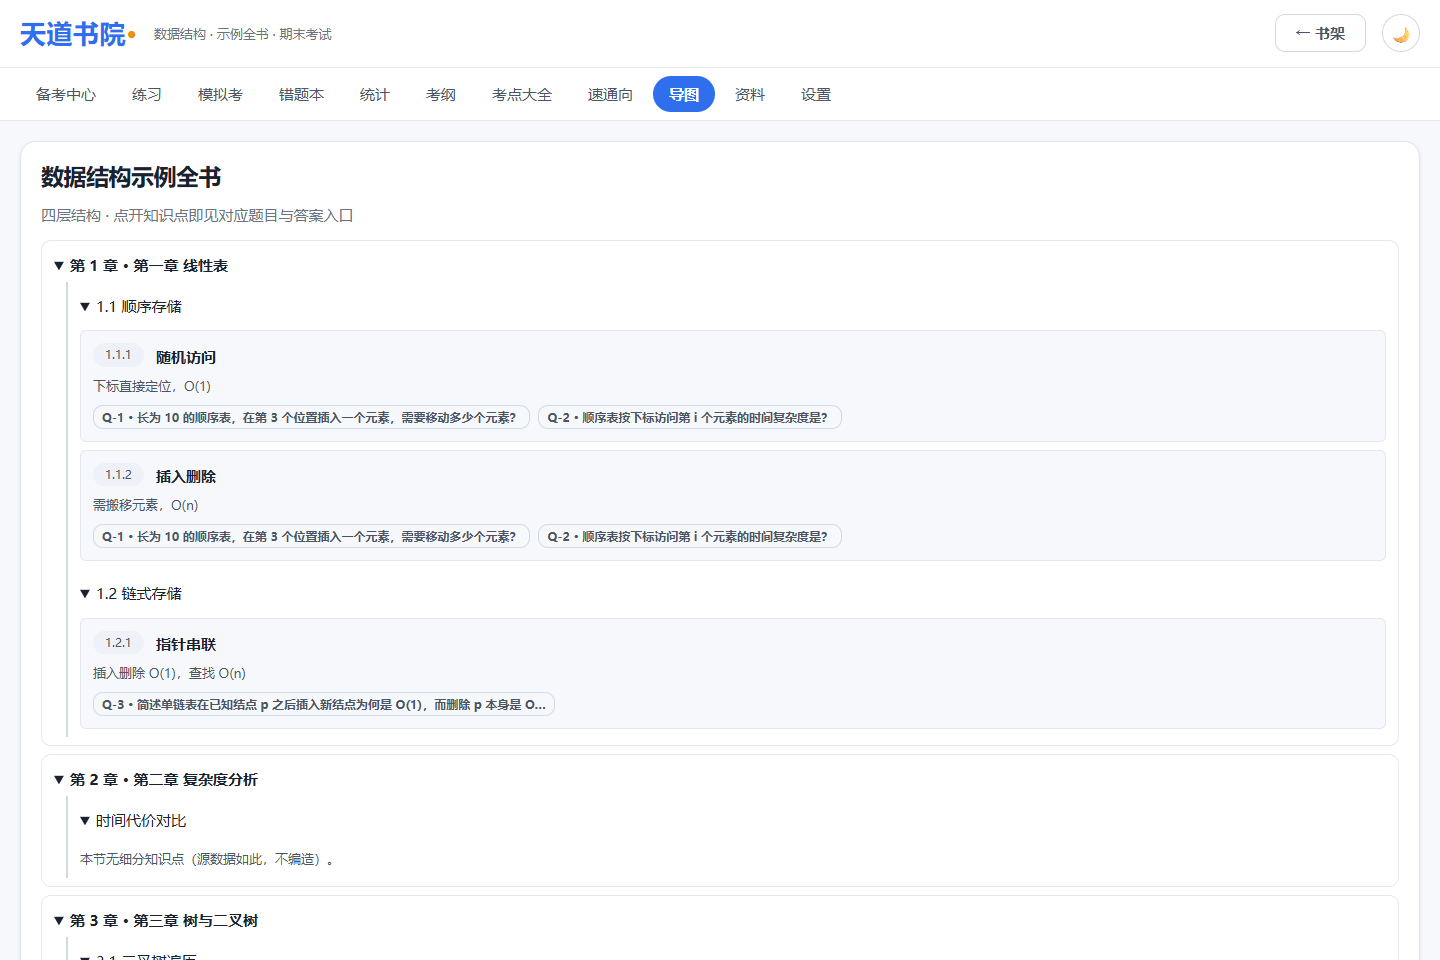 天道书院
数据结构 · 示例全书 · 期末考试
← 书架
备考中心 练习 模拟考 错题本 统计 考纲 考点大全 速通向 导图 资料 设置
数据结构示例全书
四层结构 · 点开知识点即见对应题目与答案入口
▼ 第 1 章 • 第一章 线性表
▼ 1.1 顺序存储
1.1.1 随机访问
下标直接定位，O(1)
Q-1 • 长为 10 的顺序表，在第 3 个位置插入一个元素，需要移动多少个元素？ Q-2 • 顺序表按下标访问第 i 个元素的时间复杂度是？
1.1.2 插入删除
需搬移元素，O(n)
Q-1 • 长为 10 的顺序表，在第 3 个位置插入一个元素，需要移动多少个元素？ Q-2 • 顺序表按下标访问第 i 个元素的时间复杂度是？
▼ 1.2 链式存储
1.2.1 指针串联
插入删除 O(1)，查找 O(n)
Q-3 • 简述单链表在已知结点 p 之后插入新结点为何是 O(1)，而删除 p 本身是 O...
▼ 第 2 章 • 第二章 复杂度分析
▼ 时间代价对比
本节无细分知识点（源数据如此，不编造）。
▼ 第 3 章 • 第三章 树与二叉树
▼ 3.1 二叉树遍历